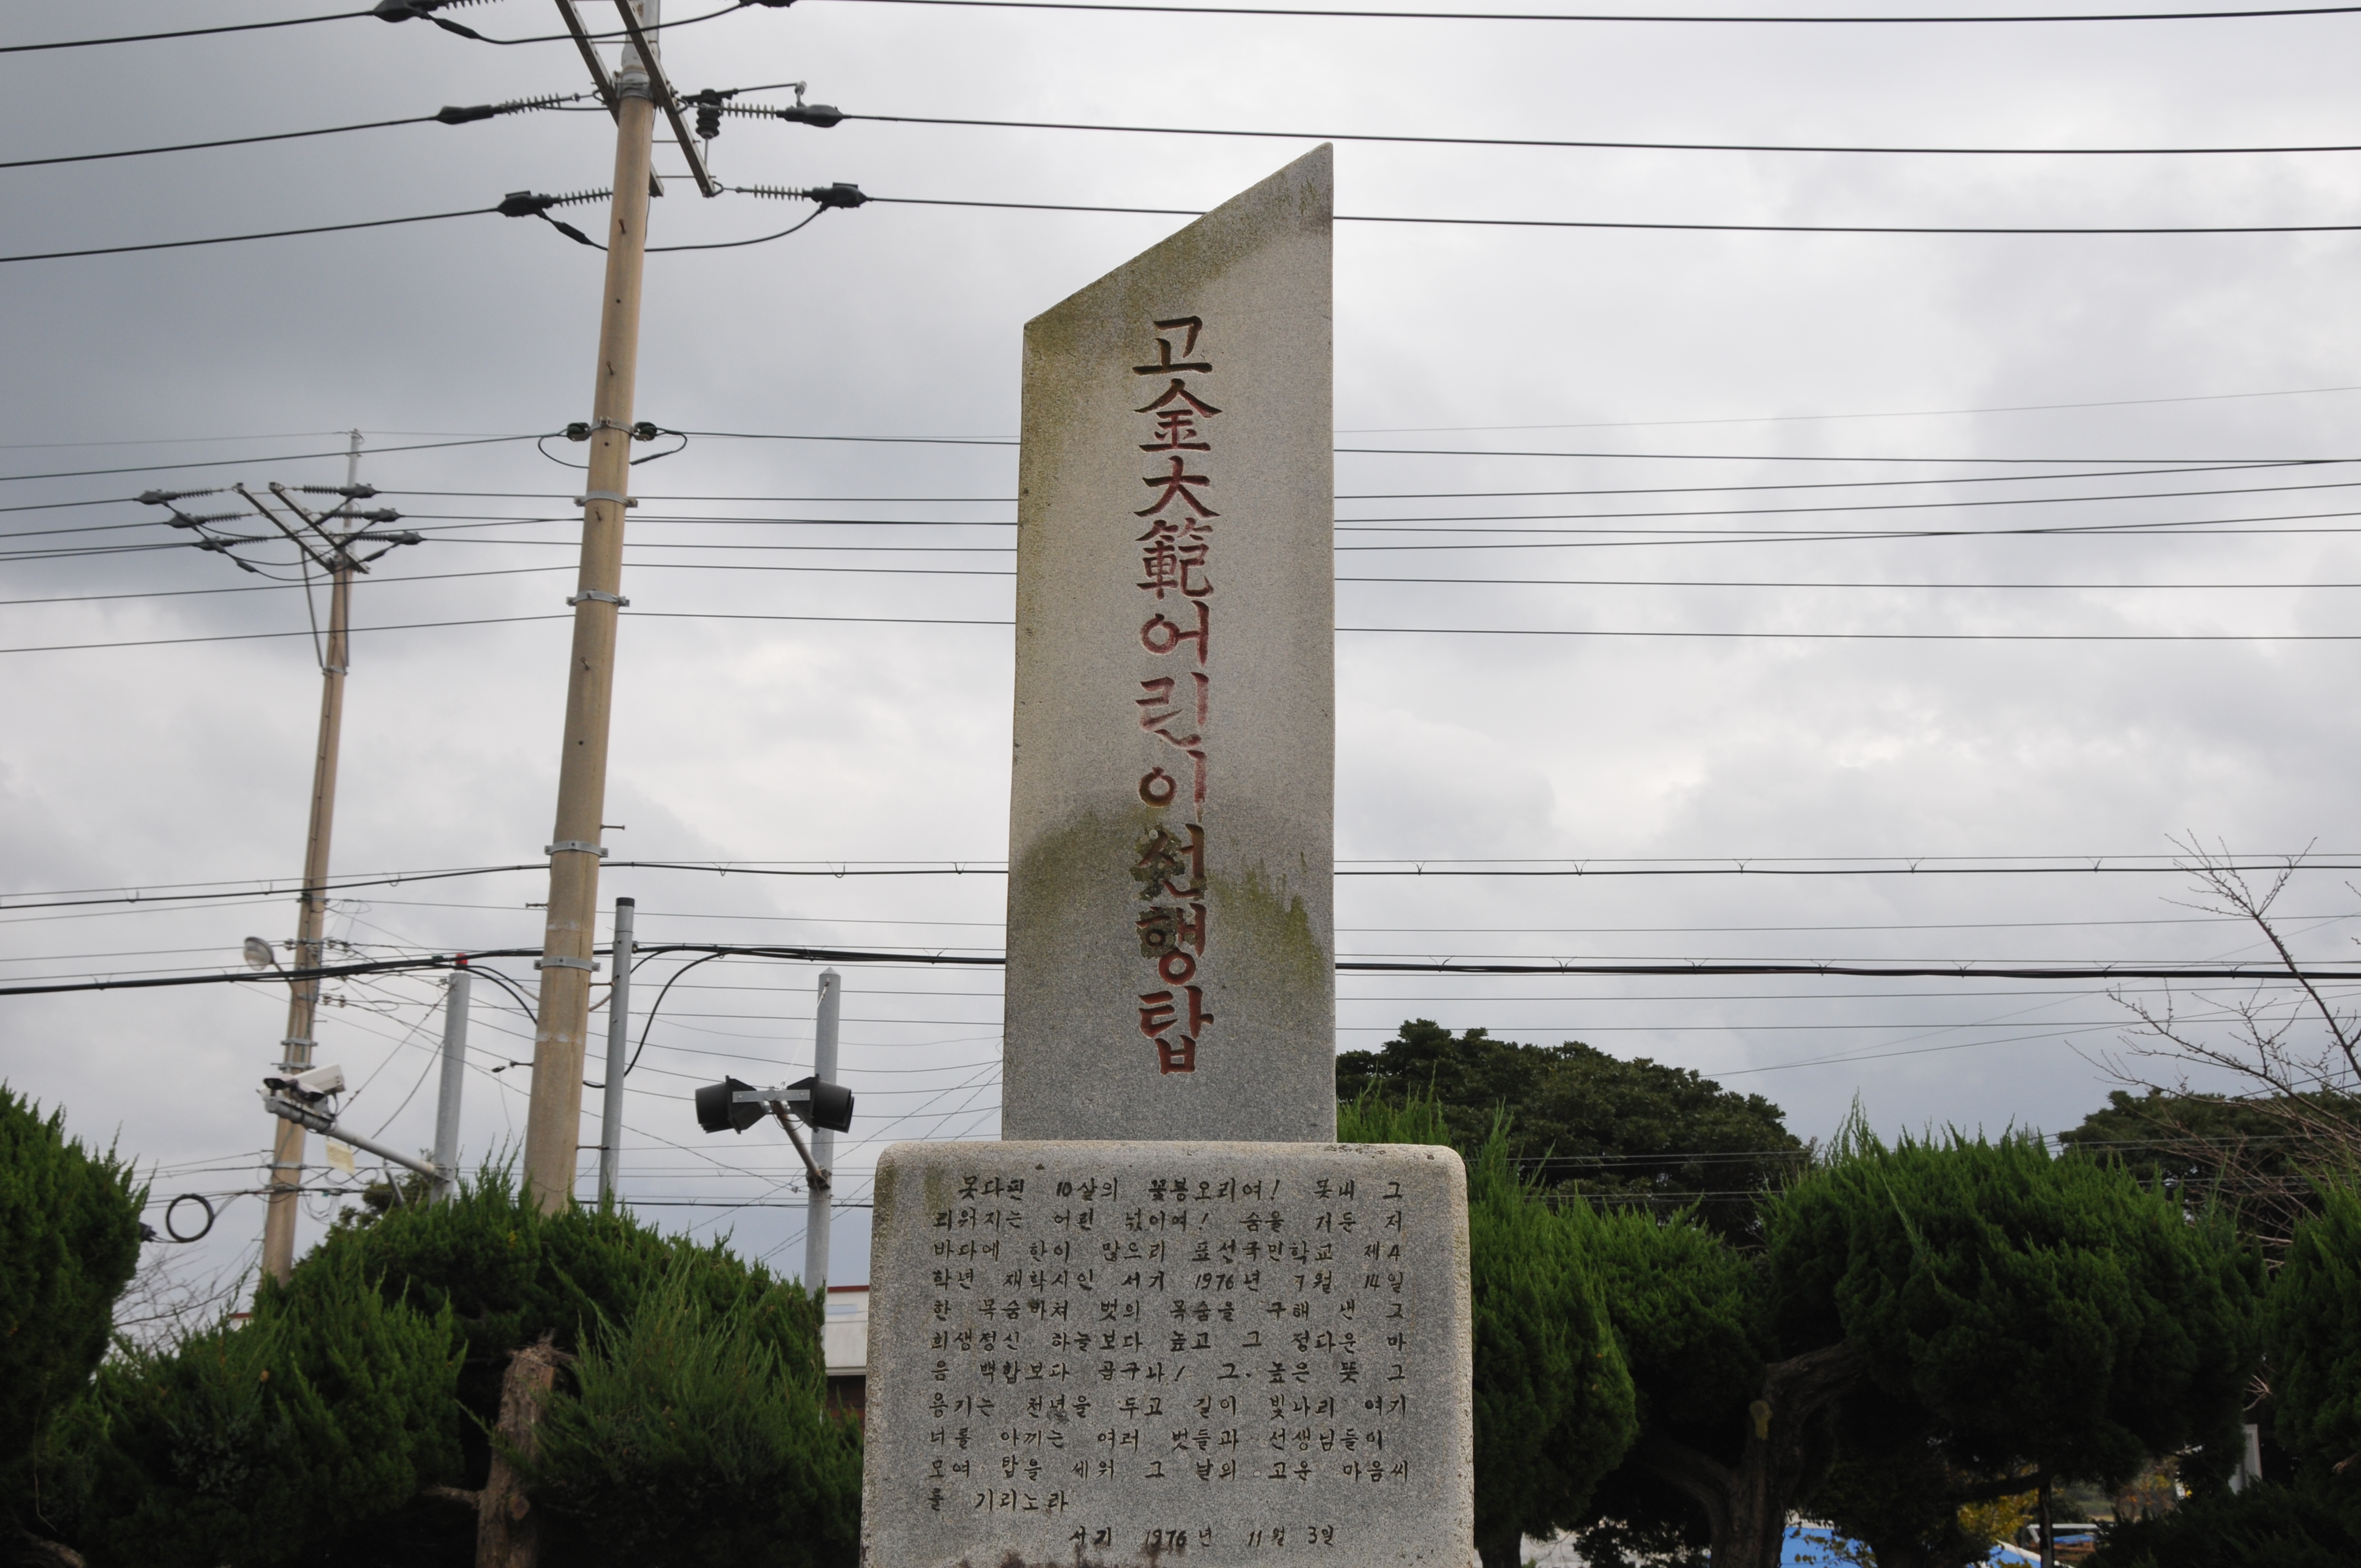 고金大範어린이선행탑
못다핀 10살의 꽃봉오리여! 못내 그
리워지는 어린 넋이여! 숨을 거둔 저
바다에 한이 많으리 표선국민학교 제4
학년 재학시인 서기 1976년 7월 14일
한 목숨바쳐 벗의 목숨을 구해 낸 그
희생정신 하늘보다 높고 그 정다운 마
음 백합보다 곱구나! 그 높은 뜻 그
용기는 천년을 두고 길이 빛나리 여기
너를 아끼는 여러 벗들과 선생님들이
모여 탑을 세워 그 날의 고운 마음씨
를 기리노라
서기 1976년 11월 3일